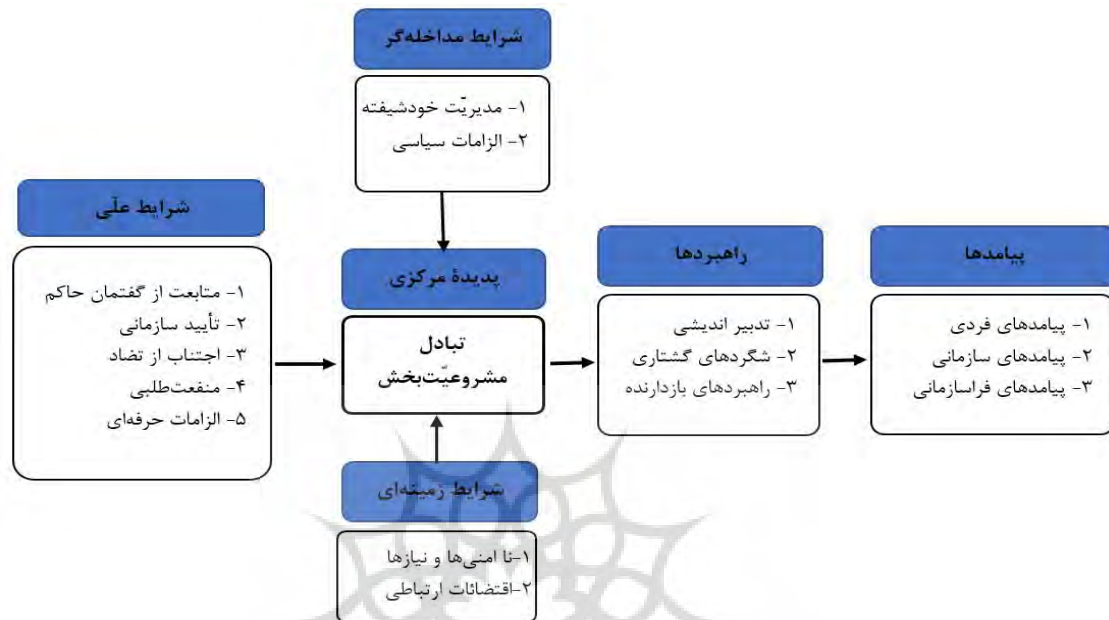 شرایط مداخله‌گر
۱- مدیریّت خودشیفته
۲- الزامات سیاسی
شرایط علّی
۱- متابعت از گفتمان حاکم
۲- تأیید سازمانی
۳- اجتناب از تضاد
۴- منفعت‌طلبی
۵- الزامات حرفه‌ای
پدیدۀ مرکزی
تبادل
مشروعیّت‌بخش
راهبردها
۱- تدبیر اندیشی
۲- شگردهای گشتاری
۳- راهبردهای بازدارنده
پیامدها
۱- پیامدهای فردی
۲- پیامدهای سازمانی
۳- پیامدهای فراسازمانی
شرایط زمینه‌ای
۱-نا امنی‌ها و نیازها
۲-اقتضائات ارتباطی